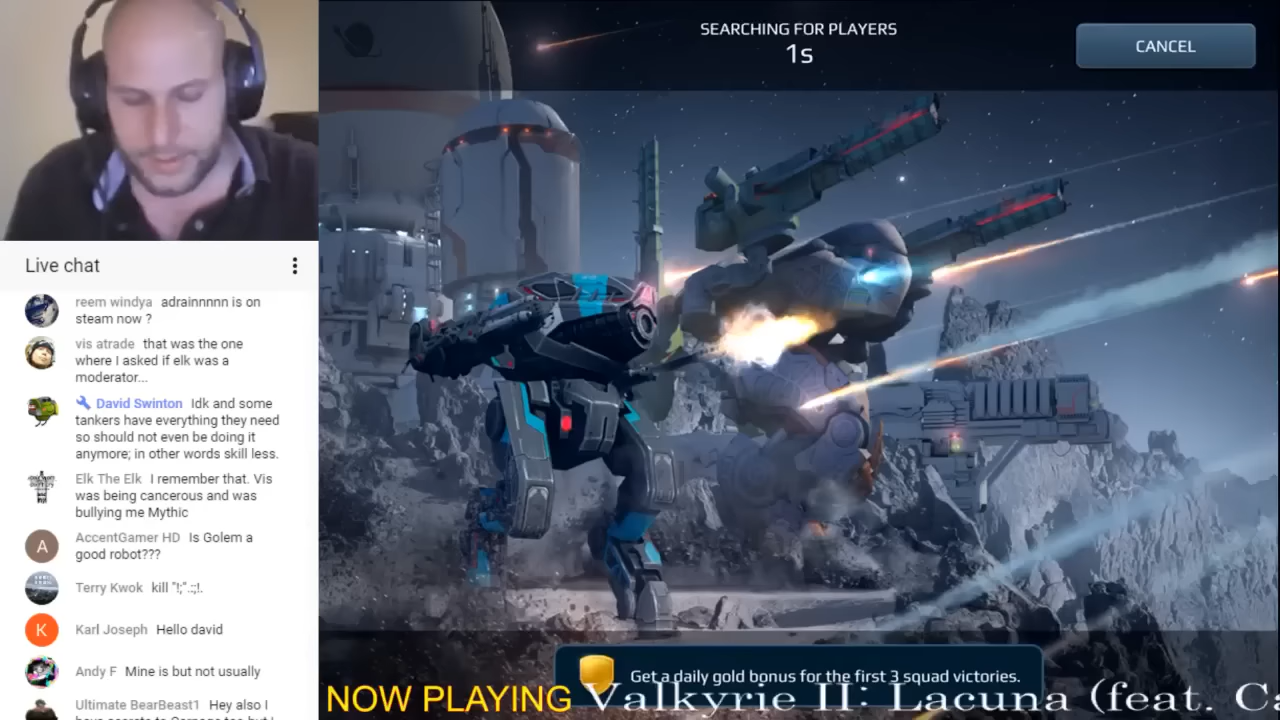 SEARCHING FOR PLAYERS
1s
CANCEL
Live chat
reem windya adrainnnnn is on
steam now ?
vis atrade that was the one
where I asked if elk was a
moderator...
David Swinton Idk and some
tankers have everything they need
so should not even be doing it
anymore; in other words skill less.
Elk The Elk I remember that. Vis
was being cancerous and was
bullying me Mythic
A
AccentGamer HD Is Golem a
good robot???
Terry Kwok kill "!;".:;!.
K
Karl Joseph Hello david
Andy F Mine is but not usually
Ultimate BearBeast1 Hey also I
Get a daily gold bonus for the first 3 squad victories.
NOW PLAYING Valkyrie II: Lacuna (feat. Ca